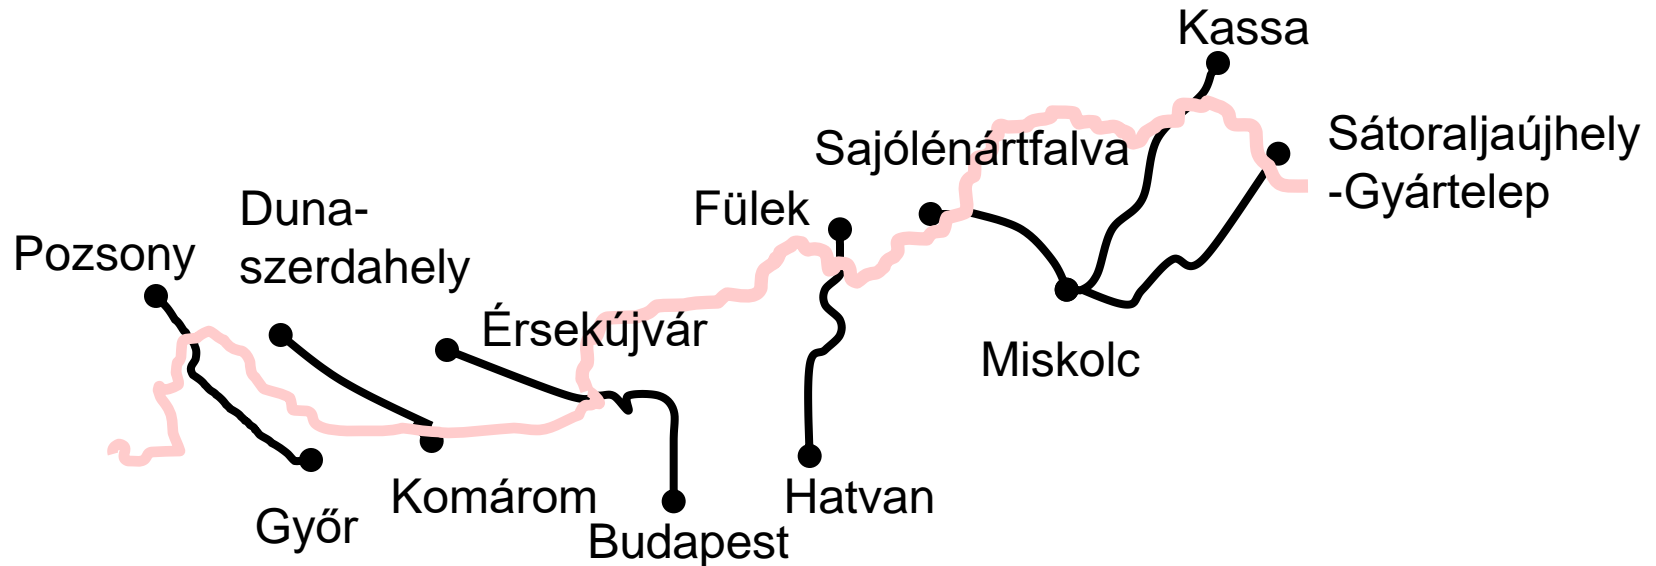 Kassa
Sajólénártfalva
Sátoraljaújhely
-Gyártelep
Duna-
szerdahely
Fülek
Pozsony
Érsekújvár
Miskolc
Komárom
Hatvan
Győr
Budapest